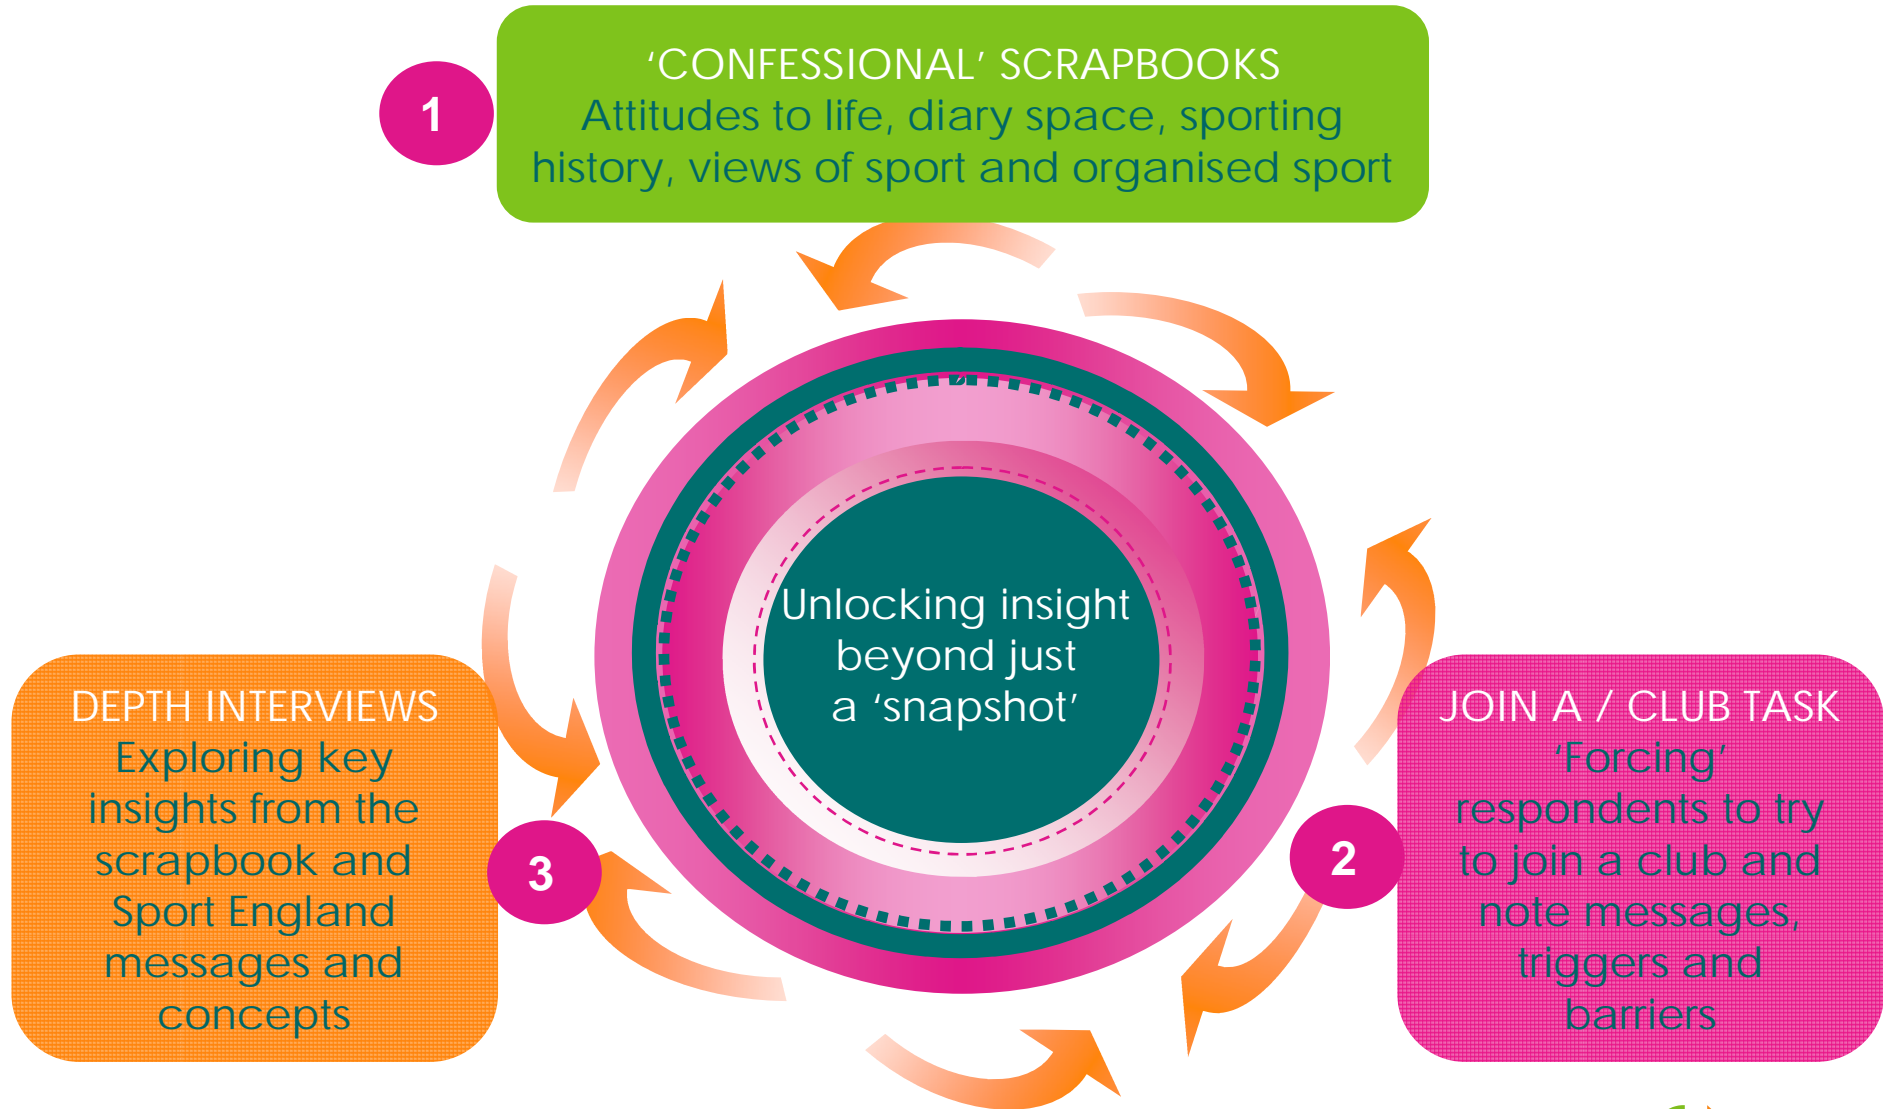 1
‘CONFESSIONAL’ SCRAPBOOKS
Attitudes to life, diary space, sporting
history, views of sport and organised sport
Unlocking insight
beyond just
a ‘snapshot’
2
JOIN A / CLUB TASK
‘Forcing’
respondents to try
to join a club and
note messages,
triggers and
barriers
3
DEPTH INTERVIEWS
Exploring key
insights from the
scrapbook and
Sport England
messages and
concepts